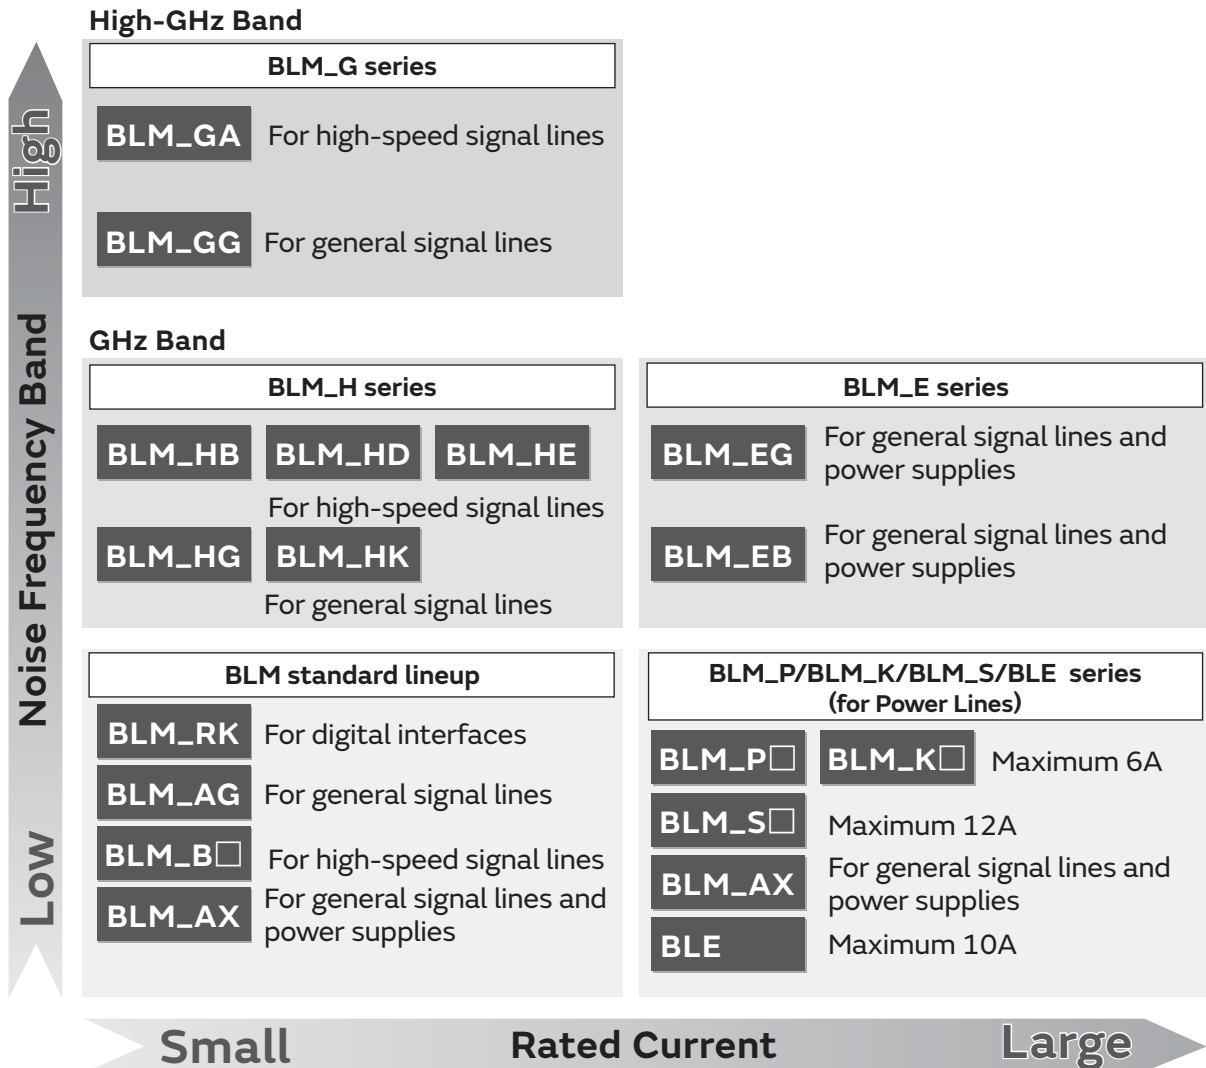 High-GHz Band
BLM_G series
BLM_GA For high-speed signal lines
BLM_GG For general signal lines
GHz Band
BLM_H series
BLM_HB BLM_HD BLM_HE
For high-speed signal lines
BLM_HG BLM_HK
For general signal lines
BLM_E series
BLM_EG For general signal lines and
power supplies
BLM_EB For general signal lines and
power supplies
BLM standard lineup
BLM_RK For digital interfaces
BLM_AG For general signal lines
BLM_B□ For high-speed signal lines
BLM_AX For general signal lines and
power supplies
BLM_P/BLM_K/BLM_S/BLE series
(for Power Lines)
BLM_P□ BLM_K□ Maximum 6A
BLM_S□ Maximum 12A
BLM_AX For general signal lines and
power supplies
BLE Maximum 10A
High
Noise Frequency Band
Low
Small Rated Current Large